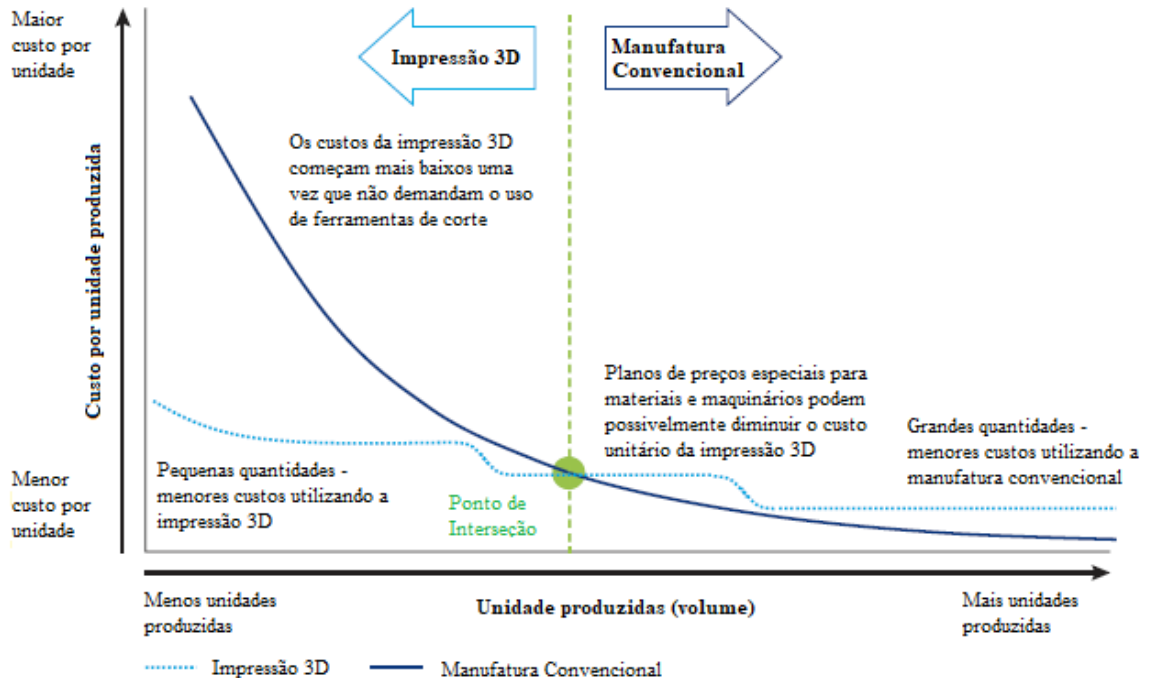 Maior
custo por
unidade
Impressão 3D
Manufatura
Convencional
Os custos da impressão 3D
começam mais baixos uma
vez que não demandam o uso
de ferramentas de corte
Custo por unidade produzida
Planos de preços especiais para
materiais e maquinários podem
possivelmente diminuir o custo
unitário da impressão 3D
Grandes quantidades -
menores custos utilizando a
manufatura convencional
Pequenas quantidades -
menores custos utilizando a
impressão 3D
Ponto de
Interseção
Menor
custo por
unidade
Menos unidades
produzidas
Unidade produzidas (volume)
Mais unidades
produzidas
Impressão 3D
Manufatura Convencional